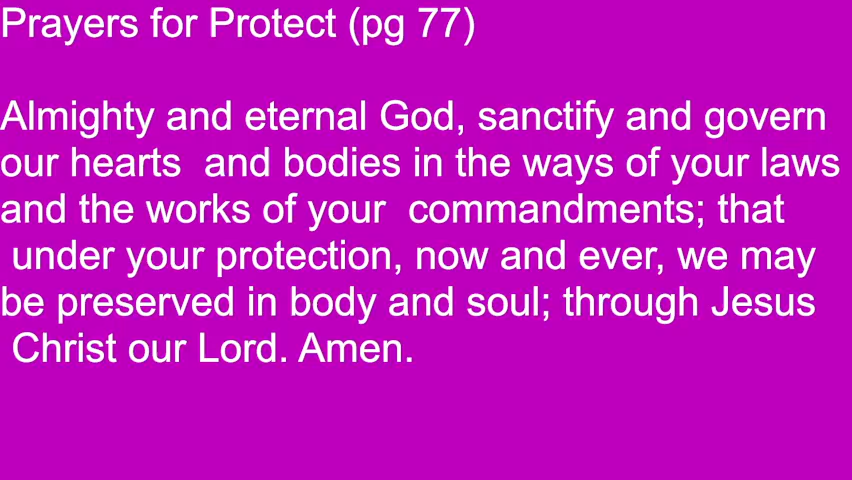 Prayers for Protect (pg 77)
Almighty and eternal God, sanctify and govern
our hearts  and bodies in the ways of your laws
and the works of your  commandments; that
 under your protection, now and ever, we may
be preserved in body and soul; through Jesus
 Christ our Lord. Amen.